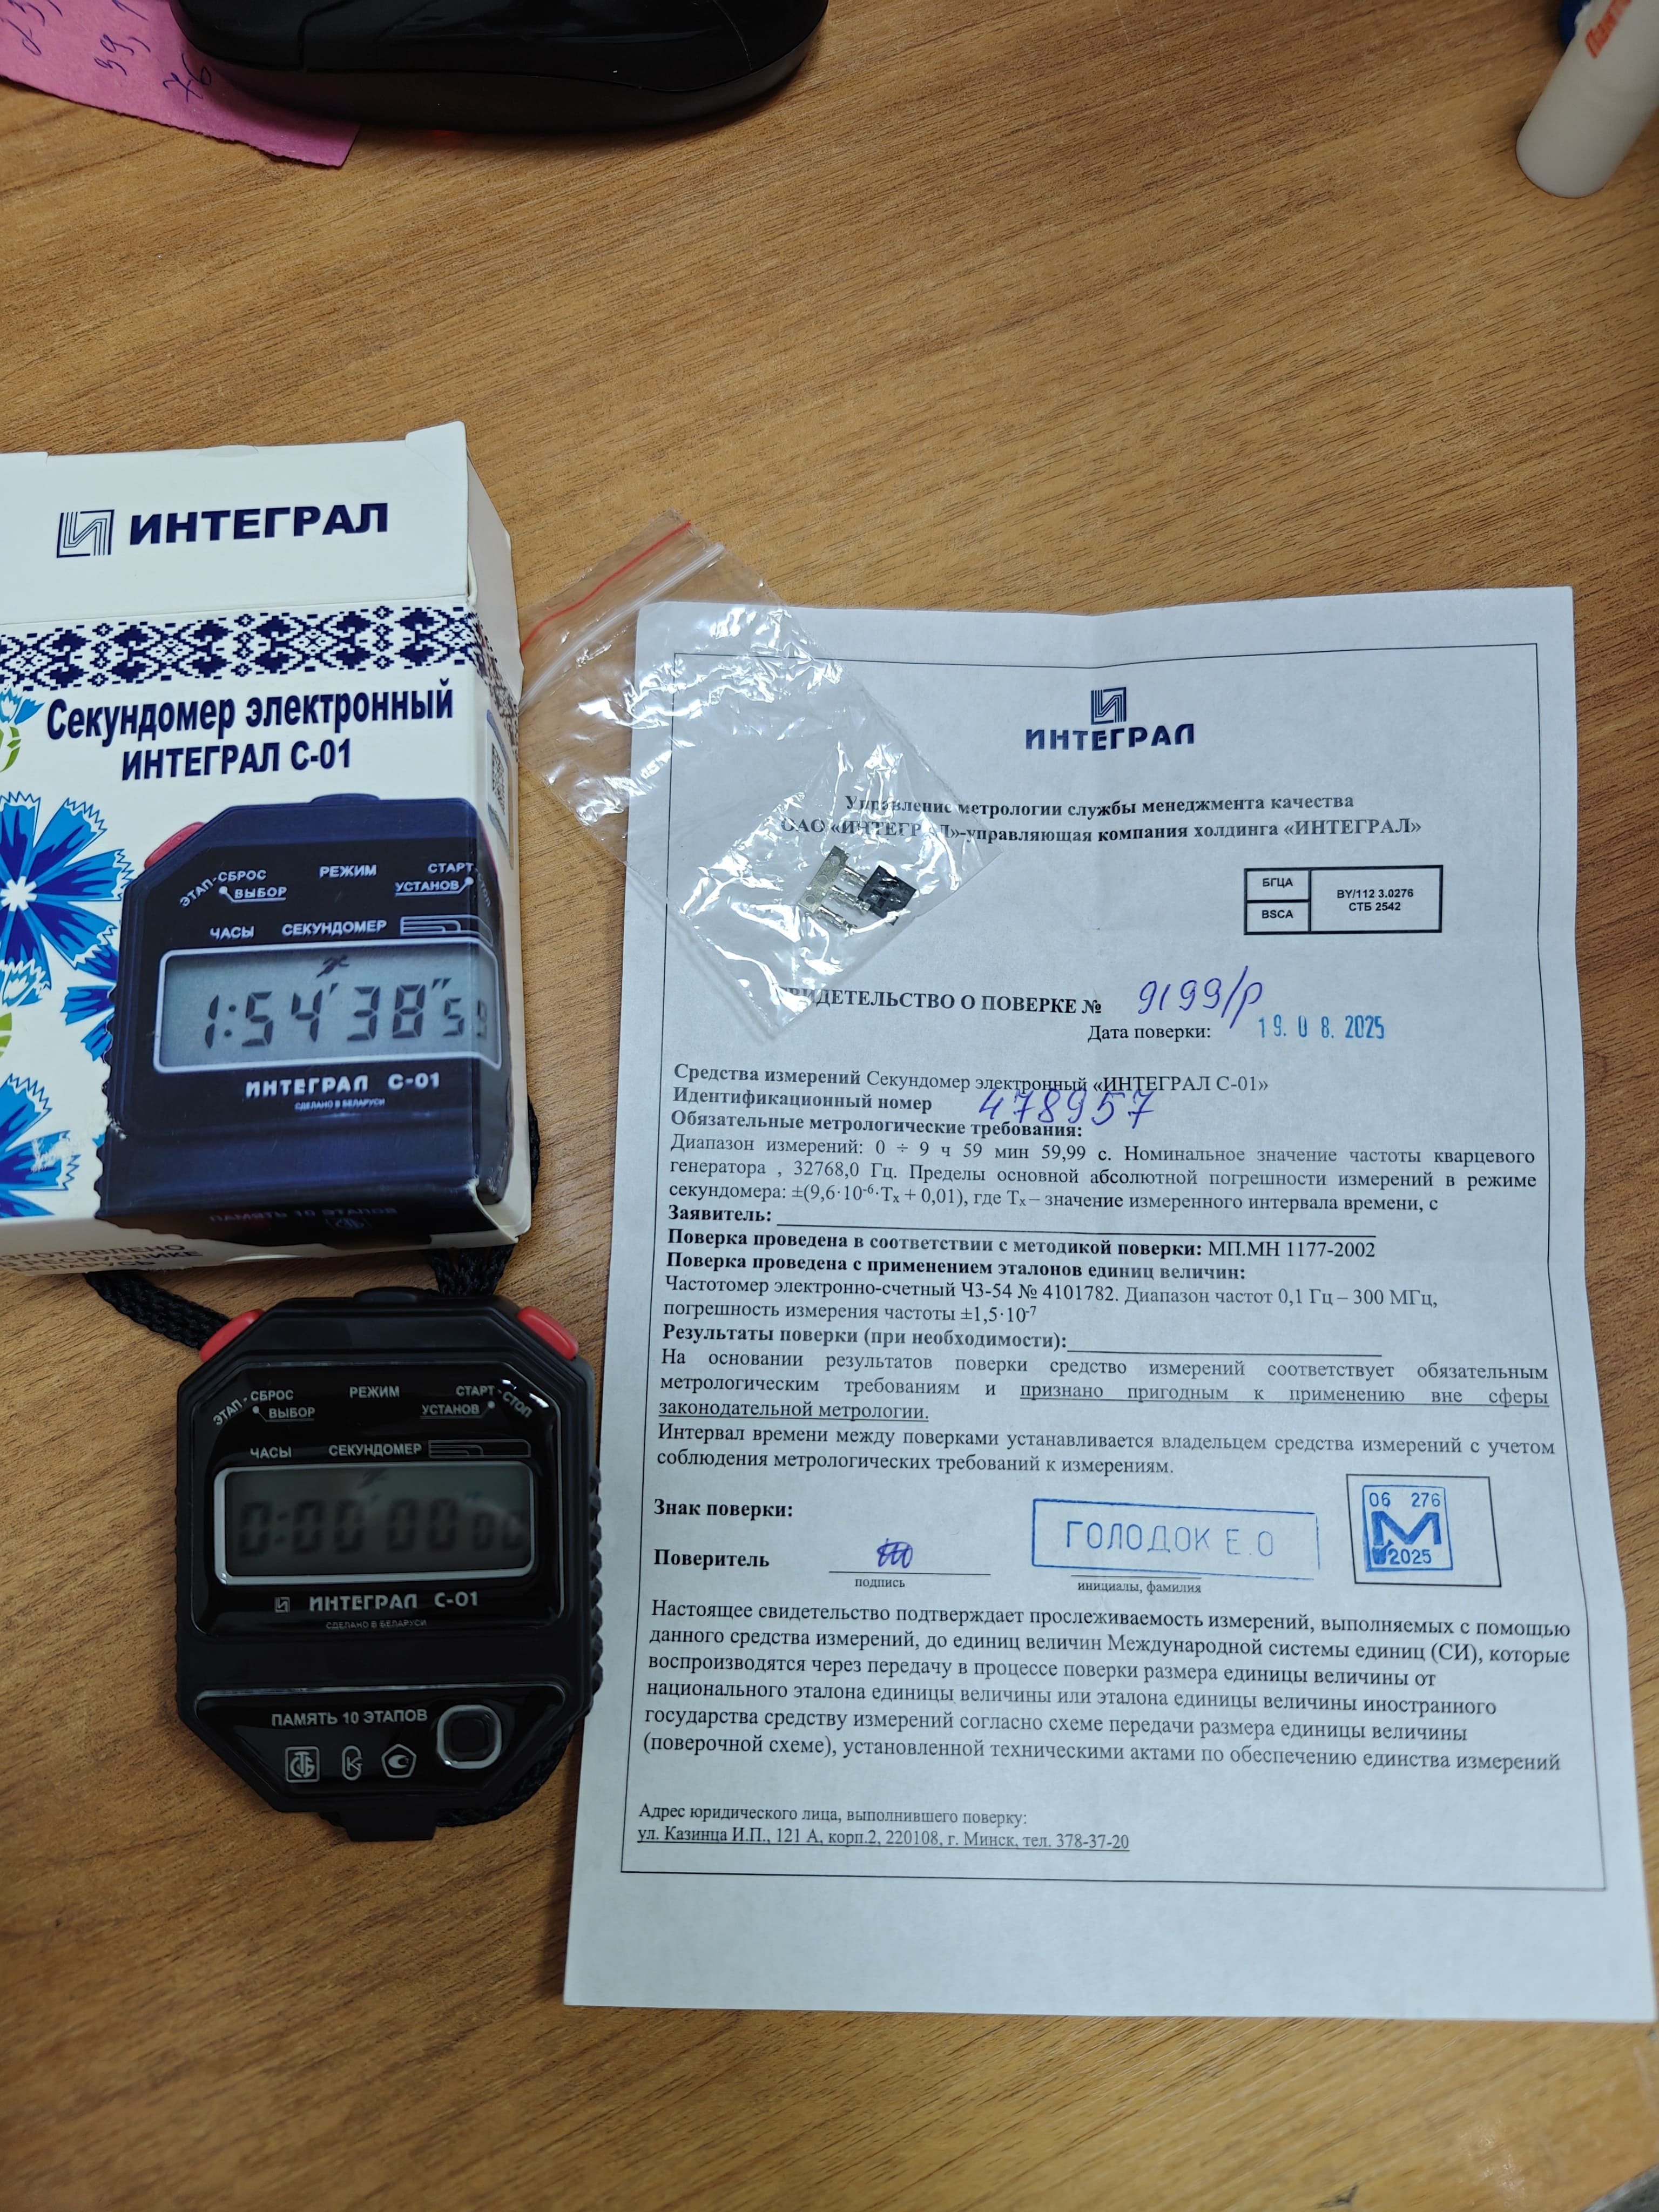 39,
76
ИНТЕГРАЛ
Секундомер электронный
ИНТЕГРАЛ С-01
ЭТАП-СБРОС
ВЫБОР
РЕЖИМ
СТАРТ-СТОП
УСТАНОВ
ЧАСЫ СЕКУНДОМЕР
1:54'38"59
ИНТЕГРАЛ С-01
СДЕЛАНО В БЕЛАРУСИ
ПАМЯТЬ 10 ЭТАПОВ
ЭТАП-СБРОС
ВЫБОР
РЕЖИМ
СТАРТ-СТОП
УСТАНОВ
ЧАСЫ СЕКУНДОМЕР
0:00'00"00
ИНТЕГРАЛ С-01
СДЕЛАНО В БЕЛАРУСИ
ПАМЯТЬ 10 ЭТАПОВ
ИНТЕГРАЛ
Управление метрологии службы менеджмента качества
ОАО «ИНТЕГРАЛ»-управляющая компания холдинга «ИНТЕГРАЛ»
БГЦА
BSCA
BY/112 3.0276
СТБ 2542
СВИДЕТЕЛЬСТВО О ПОВЕРКЕ № 9199/р
Дата поверки: 19. 08. 2025
Средства измерений Секундомер электронный «ИНТЕГРАЛ С-01»
Идентификационный номер 478957
Обязательные метрологические требования:
Диапазон измерений: 0 ÷ 9 ч 59 мин 59,99 с. Номинальное значение частоты кварцевого
генератора , 32768,0 Гц. Пределы основной абсолютной погрешности измерений в режиме
секундомера: ±(9,6·10⁻⁶·Tₓ + 0,01), где Tₓ – значение измеренного интервала времени, с
Заявитель:
Поверка проведена в соответствии с методикой поверки: МП.МН 1177-2002
Поверка проведена с применением эталонов единиц величин:
Частотомер электронно-счетный ЧЗ-54 № 4101782. Диапазон частот 0,1 Гц – 300 МГц,
погрешность измерения частоты ±1,5·10⁻⁷
Результаты поверки (при необходимости):
На основании результатов поверки средство измерений соответствует обязательным
метрологическим требованиям и признано пригодным к применению вне сферы
законодательной метрологии.
Интервал времени между поверками устанавливается владельцем средства измерений с учетом
соблюдения метрологических требований к измерениям.
Знак поверки:
06 276
М
2025
Поверитель
ГОЛОДОК Е.О
подпись
инициалы, фамилия
Настоящее свидетельство подтверждает прослеживаемость измерений, выполняемых с помощью
данного средства измерений, до единиц величин Международной системы единиц (СИ), которые
воспроизводятся через передачу в процессе поверки размера единицы величины от
национального эталона единицы величины или эталона единицы величины иностранного
государства средству измерений согласно схеме передачи размера единицы величины
(поверочной схеме), установленной техническими актами по обеспечению единства измерений
Адрес юридического лица, выполнившего поверку:
ул. Казинца И.П., 121 А, корп.2, 220108, г. Минск, тел. 378-37-20